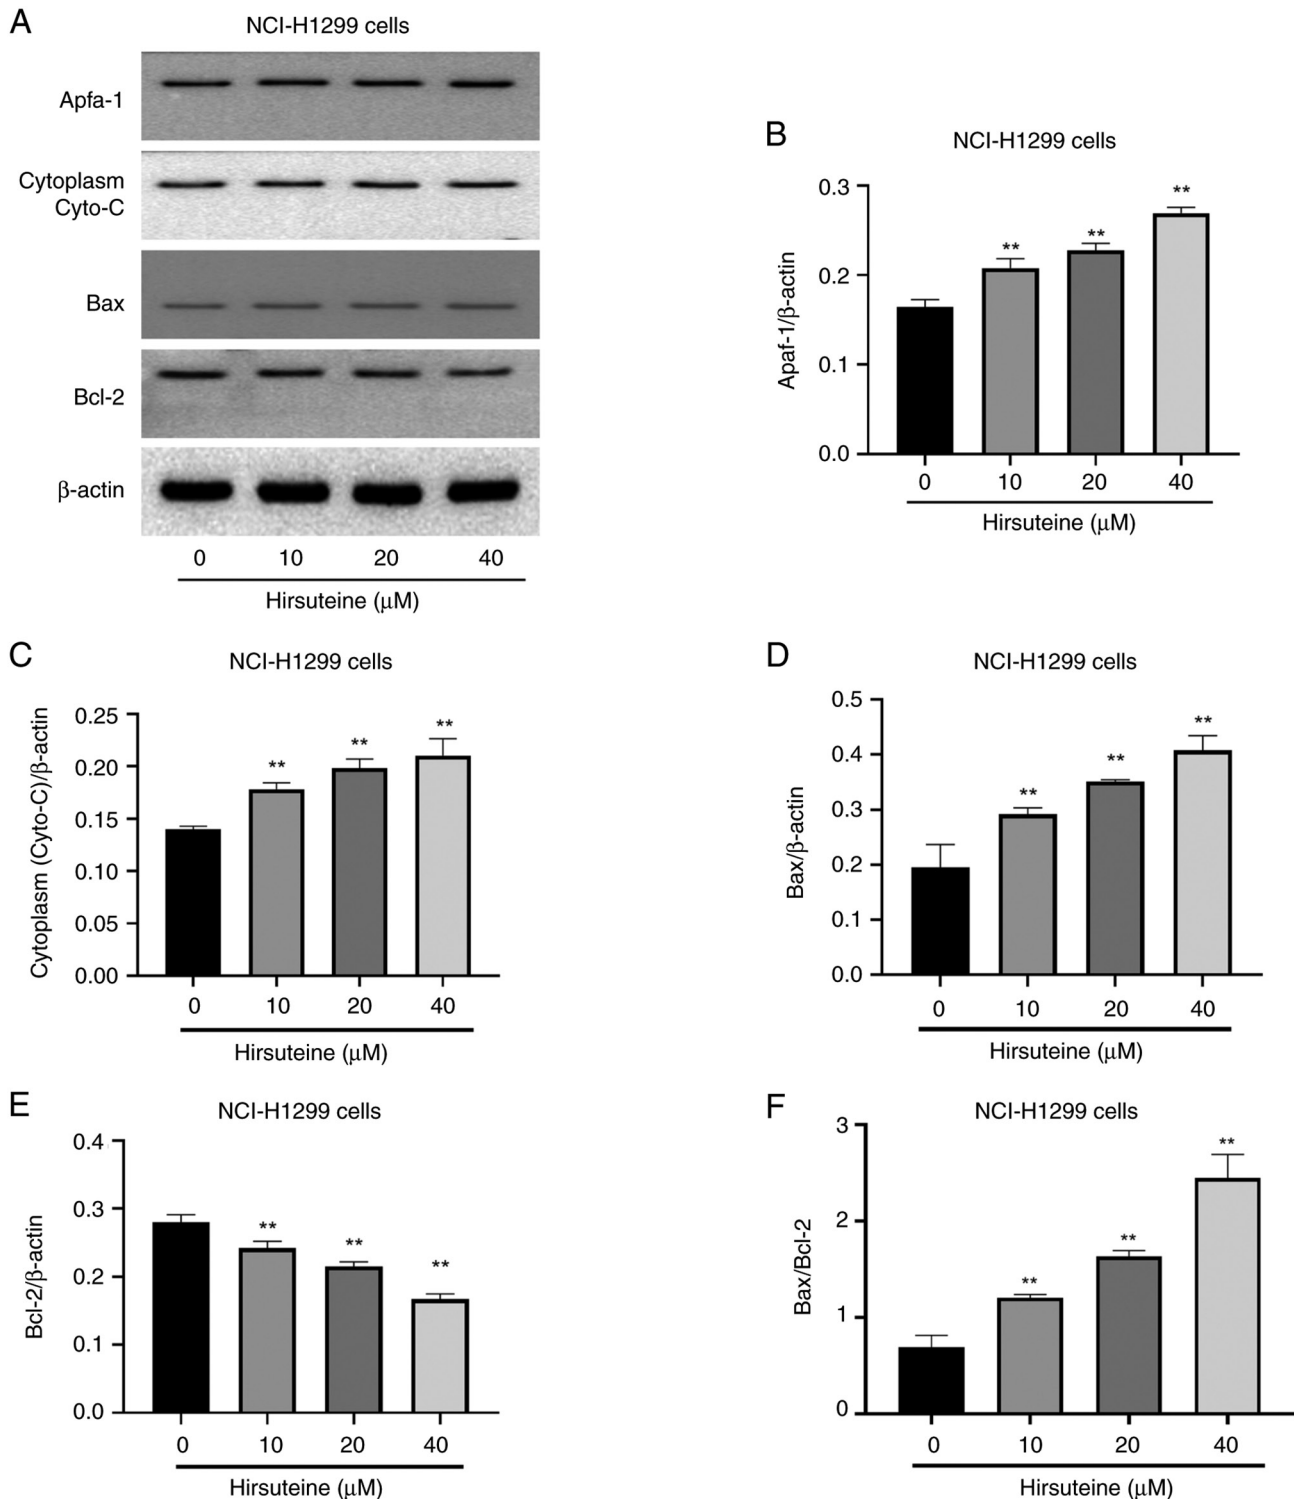 A
NCI-H1299 cells
Apfa-1
Cytoplasm
Cyto-C
Bax
Bcl-2
β-actin
0 10 20 40
Hirsuteine (μM)
B
NCI-H1299 cells
Apaf-1/β-actin
0.3
0.2
0.1
0.0
** ** **
0 10 20 40
Hirsuteine (μM)
C
NCI-H1299 cells
Cytoplasm (Cyto-C)/β-actin
0.25
0.20
0.15
0.10
0.05
0.00
** ** **
0 10 20 40
Hirsuteine (μM)
D
NCI-H1299 cells
Bax/β-actin
0.5
0.4
0.3
0.2
0.1
0.0
** ** **
0 10 20 40
Hirsuteine (μM)
E
NCI-H1299 cells
Bcl-2/β-actin
0.4
0.3
0.2
0.1
0.0
** ** **
0 10 20 40
Hirsuteine (μM)
F
NCI-H1299 cells
Bax/Bcl-2
3
2
1
0
** ** **
0 10 20 40
Hirsuteine (μM)